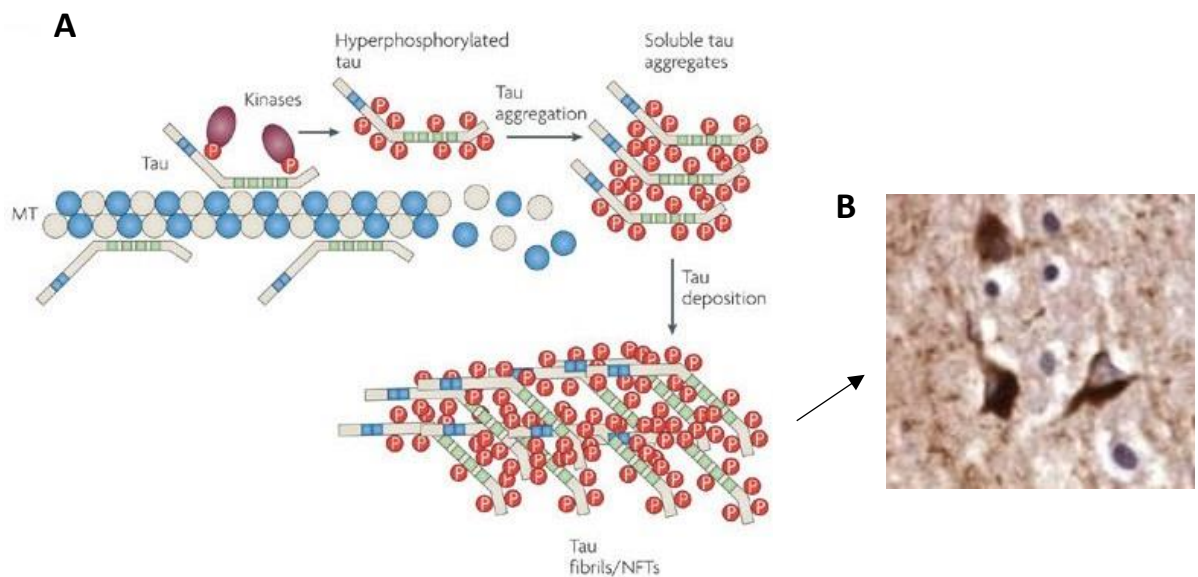 A
Hyperphosphorylated
tau
Soluble tau
aggregates
Kinases
Tau
aggregation
P
P
Tau
MT
B
Tau
deposition
Tau
fibrils/NFTs